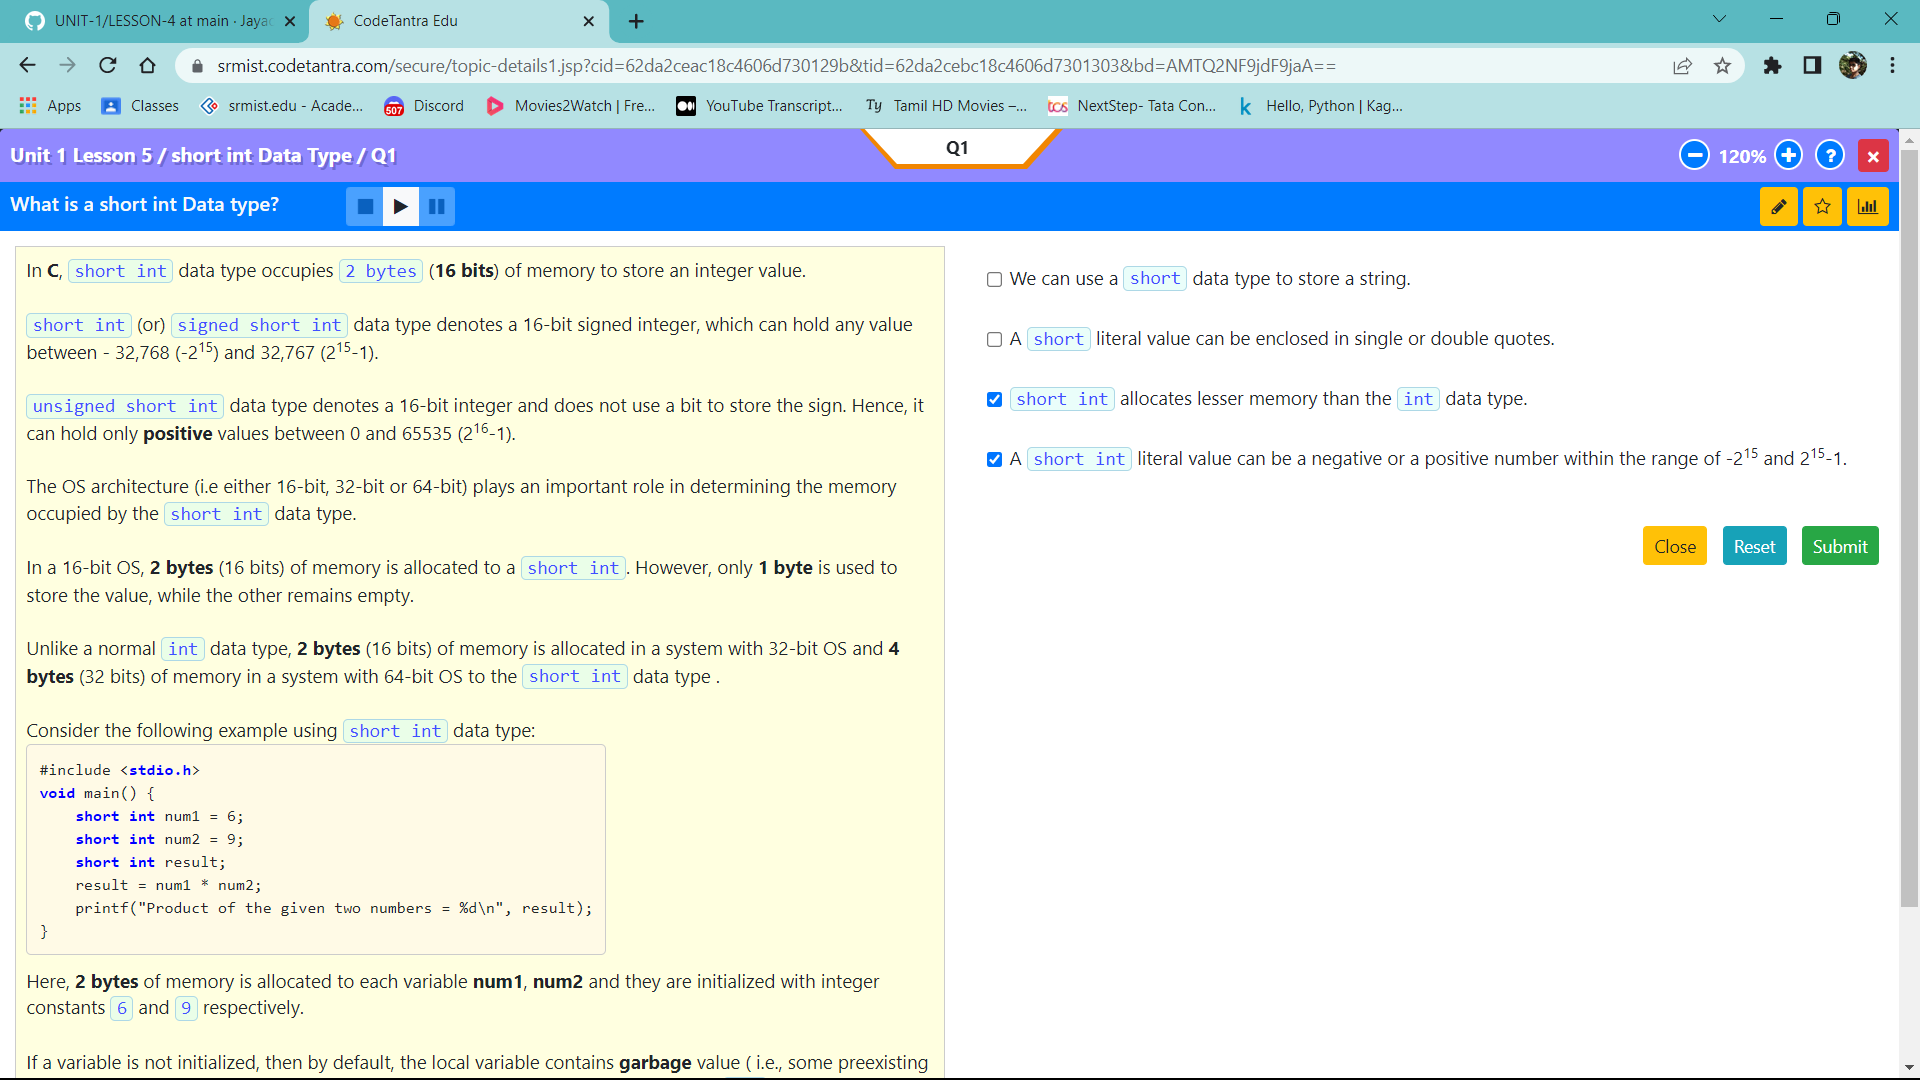 UNIT-1/LESSON-4 at main · Jayac
CodeTantra Edu
srmist.codetantra.com/secure/topic-details1.jsp?cid=62da2ceac18c4606d730129b&tid=62da2cebc18c4606d7301303&bd=AMTQ2NF9jdF9jaA==
Apps Classes srmist.edu - Acade... 507 Discord Movies2Watch | Fre... YouTube Transcript... Ty Tamil HD Movies –... tcs NextStep- Tata Con... k Hello, Python | Kag...
Unit 1 Lesson 5 / short int Data Type / Q1
Q1
120% ?
What is a short int Data type?
In C, short int data type occupies 2 bytes (16 bits) of memory to store an integer value.
short int (or) signed short int data type denotes a 16-bit signed integer, which can hold any value
between - 32,768 (-2¹⁵) and 32,767 (2¹⁵-1).
unsigned short int data type denotes a 16-bit integer and does not use a bit to store the sign. Hence, it
can hold only positive values between 0 and 65535 (2¹⁶-1).
The OS architecture (i.e either 16-bit, 32-bit or 64-bit) plays an important role in determining the memory
occupied by the short int data type.
In a 16-bit OS, 2 bytes (16 bits) of memory is allocated to a short int. However, only 1 byte is used to
store the value, while the other remains empty.
Unlike a normal int data type, 2 bytes (16 bits) of memory is allocated in a system with 32-bit OS and 4
bytes (32 bits) of memory in a system with 64-bit OS to the short int data type .
Consider the following example using short int data type:
#include <stdio.h>
void main() {
    short int num1 = 6;
    short int num2 = 9;
    short int result;
    result = num1 * num2;
    printf("Product of the given two numbers = %d\n", result);
}
Here, 2 bytes of memory is allocated to each variable num1, num2 and they are initialized with integer
constants 6 and 9 respectively.
If a variable is not initialized, then by default, the local variable contains garbage value ( i.e., some preexisting
We can use a short data type to store a string.
A short literal value can be enclosed in single or double quotes.
short int allocates lesser memory than the int data type.
A short int literal value can be a negative or a positive number within the range of -2¹⁵ and 2¹⁵-1.
Close Reset Submit